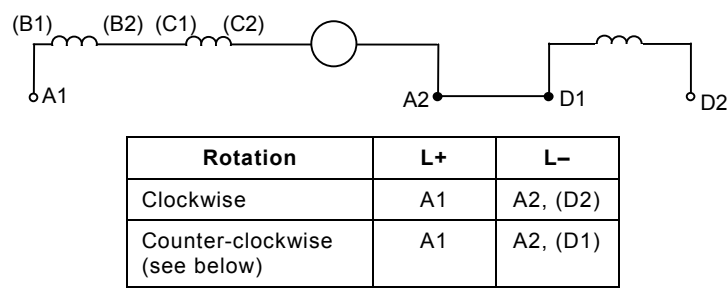 (B1) (B2) (C1) (C2)
A1 A2 D1 D2
Rotation L+ L–
Clockwise A1 A2, (D2)
Counter-clockwise A1 A2, (D1)
(see below)